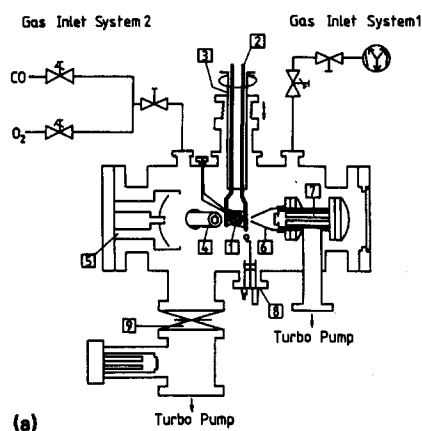 Gas Inlet System 2
Gas Inlet System1
2
3
CO
O₂
7
4
1
6
5
8
9
Turbo Pump
Turbo Pump
(a)